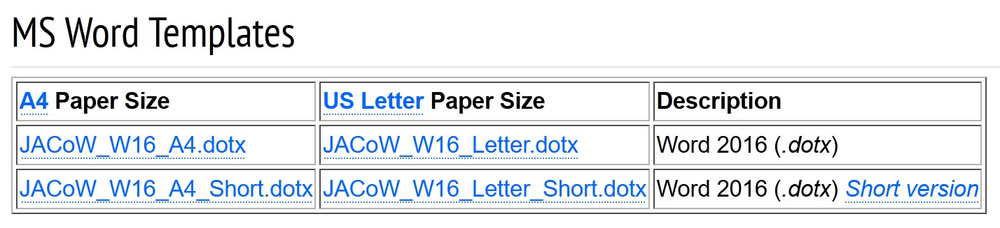 MS Word Templates
A4 Paper Size US Letter Paper Size Description
JACoW_W16_A4.dotx JACoW_W16_Letter.dotx Word 2016 (.dotx)
JACoW_W16_A4_Short.dotx JACoW_W16_Letter_Short.dotx Word 2016 (.dotx) Short version